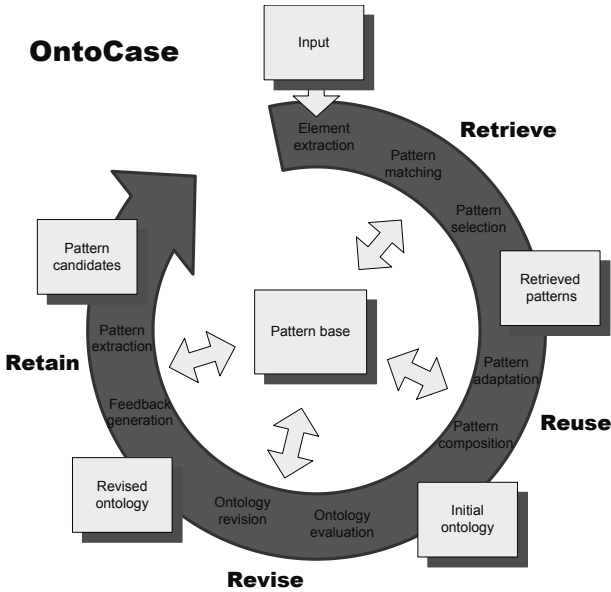 OntoCase
Input
Element
extraction
Retrieve
Pattern
matching
Pattern
selection
Retrieved
patterns
Pattern
adaptation
Reuse
Pattern
composition
Initial
ontology
Ontology
evaluation
Ontology
revision
Revise
Revised
ontology
Feedback
generation
Retain
Pattern
extraction
Pattern
candidates
Pattern base